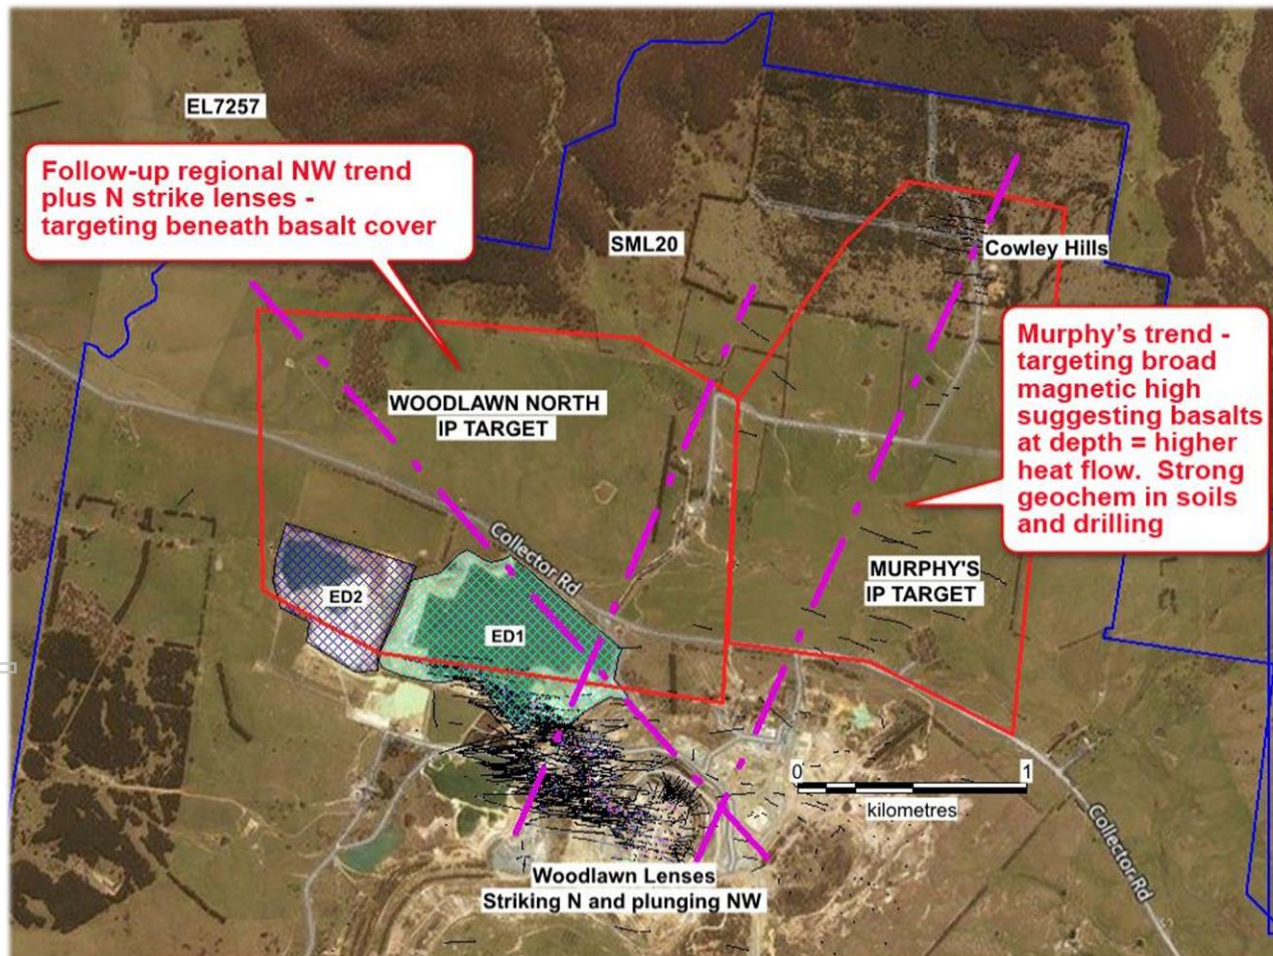 EL7257
Follow-up regional NW trend
plus N strike lenses -
targeting beneath basalt cover
SML20
Cowley Hills
Murphy's trend -
targeting broad
magnetic high
suggesting basalts
at depth = higher
heat flow.  Strong
geochem in soils
and drilling
WOODLAWN NORTH
IP TARGET
Collector Rd
MURPHY'S
IP TARGET
ED2
ED1
0 1
kilometres
Collector Rd
Woodlawn Lenses
Striking N and plunging NW